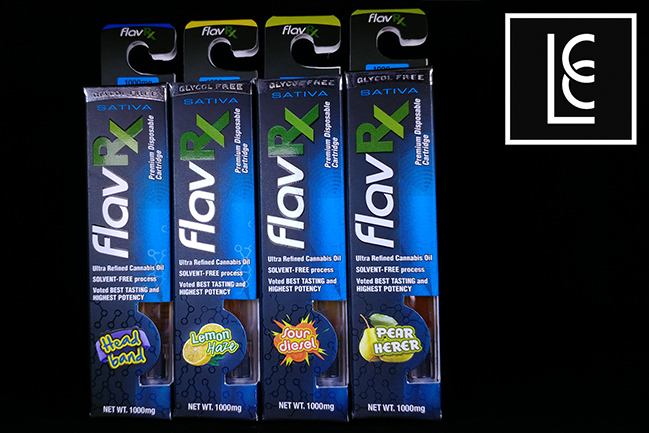 flavRx
1000mg
GLYCOL FREE
SATIVA
flavRx
Premium Disposable
Cartridge
Ultra Refined Cannabis Oil
SOLVENT-FREE process
Voted BEST TASTING and
HIGHEST POTENCY
Head
band
NET WT. 1000mg
flavRx
GLYCOL FREE
SATIVA
flavRx
Premium Disposable
Cartridge
Ultra Refined Cannabis Oil
SOLVENT-FREE process
Voted BEST TASTING and
HIGHEST POTENCY
Lemon
Haze
NET WT. 1000mg
flavRx
GLYCOL FREE
SATIVA
flavRx
Premium Disposable
Cartridge
Ultra Refined Cannabis Oil
SOLVENT-FREE process
Voted BEST TASTING and
HIGHEST POTENCY
Sour
diesel
NET WT. 1000mg
flavRx
GLYCOL FREE
SATIVA
flavRx
Premium Disposable
Cartridge
Ultra Refined Cannabis Oil
SOLVENT-FREE process
Voted BEST TASTING and
HIGHEST POTENCY
PEAR
HERER
NET WT. 1000mg
LCC